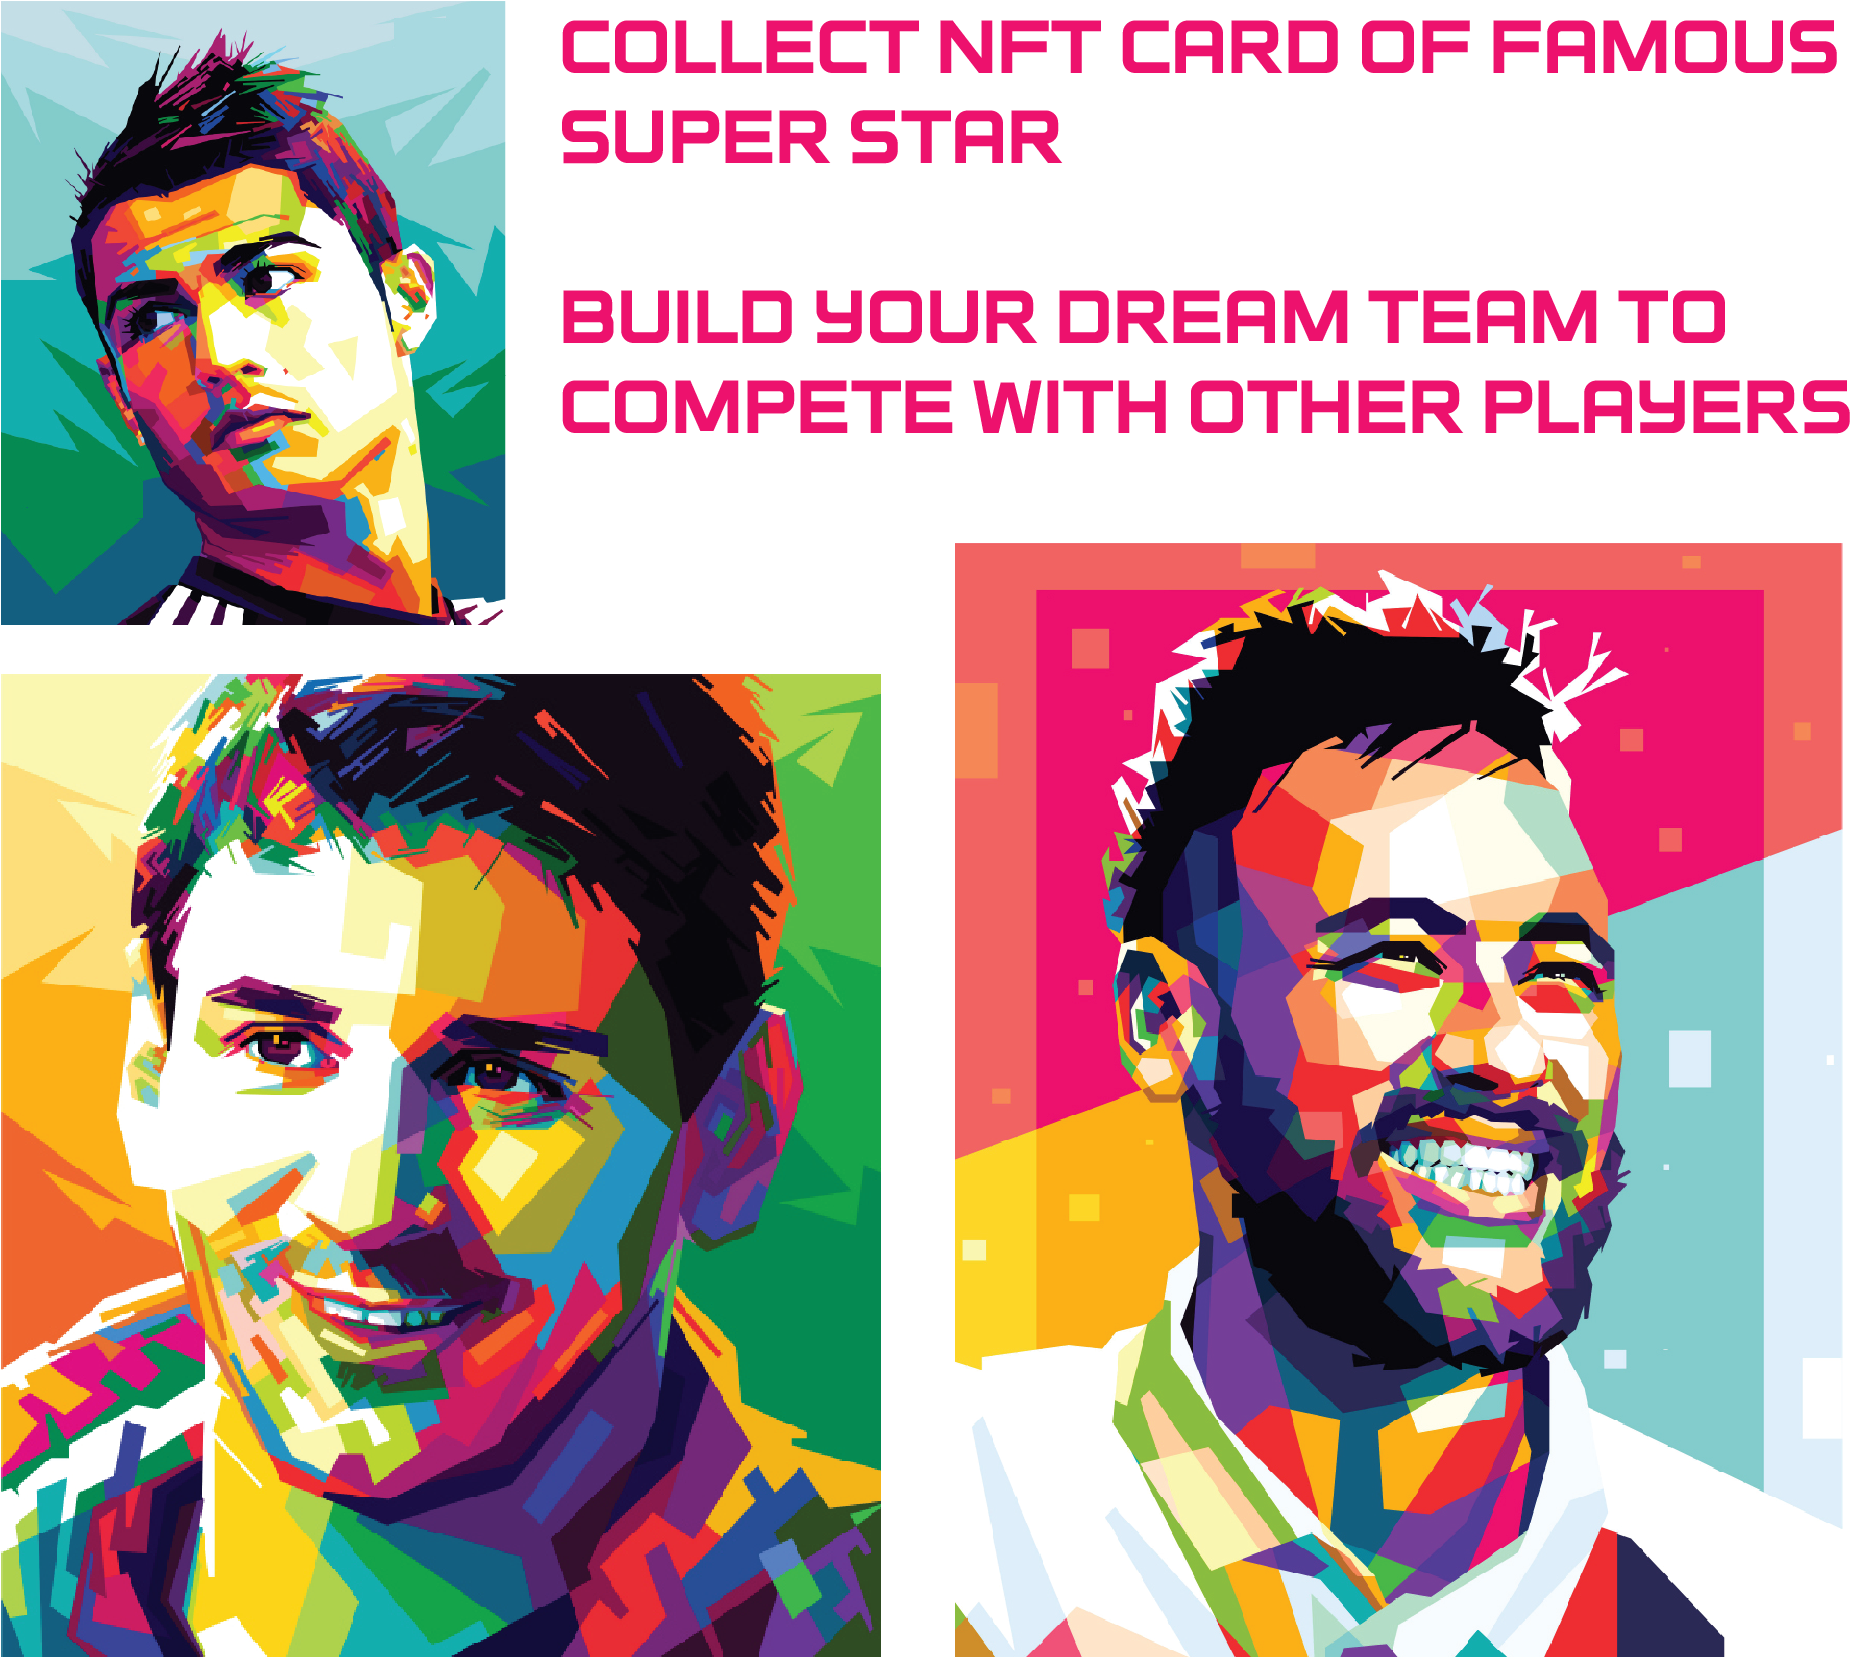 COLLECT NFT CARD OF FAMOUS
SUPER STAR
BUILD YOUR DREAM TEAM TO
COMPETE WITH OTHER PLAYERS